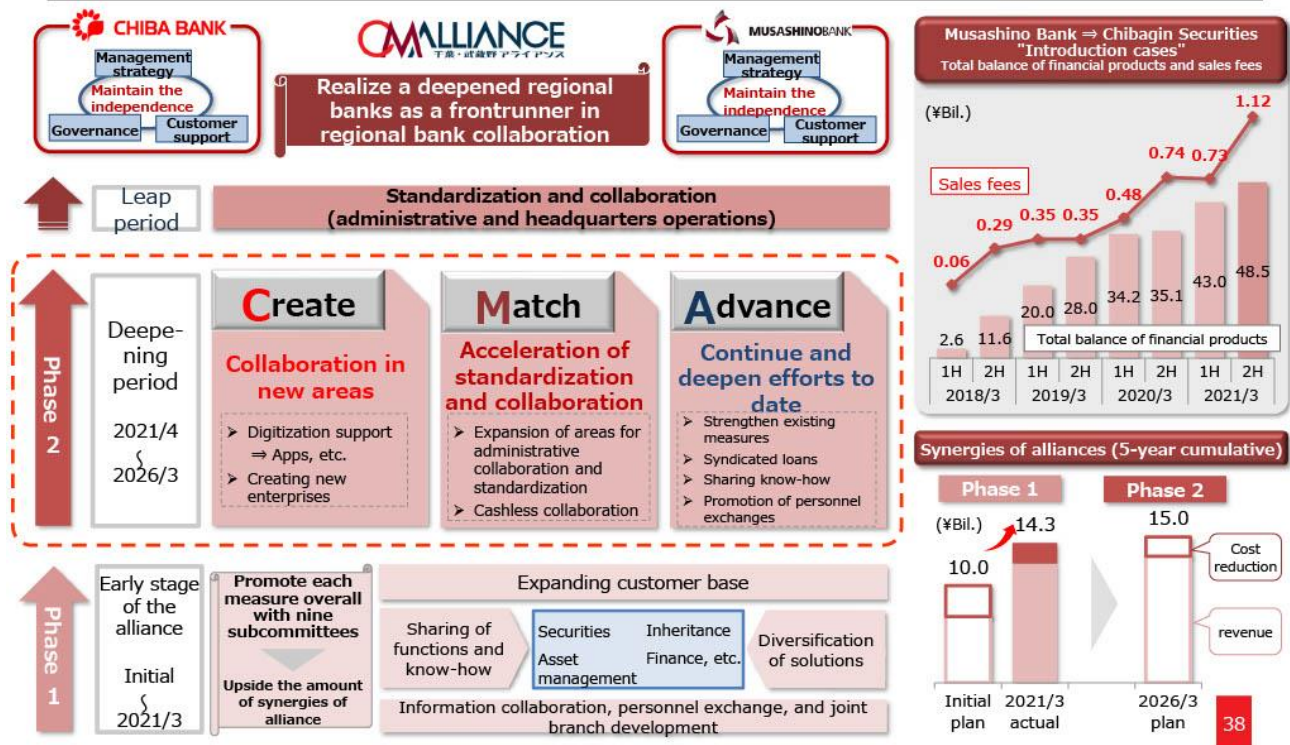 CHIBA BANK
Management
strategy
Maintain the
independence
Governance
Customer
support
CMALLIANCE
千葉・武蔵野アライアンス
Realize a deepened regional
banks as a frontrunner in
regional bank collaboration
MUSASHINOBANK
Management
strategy
Maintain the
independence
Governance
Customer
support
Leap
period
Standardization and collaboration
(administrative and headquarters operations)
Phase 2
Deepe-
ning
period
2021/4
〜
2026/3
Create
Collaboration in
new areas
➤ Digitization support
⇒ Apps, etc.
➤ Creating new
enterprises
Match
Acceleration of
standardization
and collaboration
➤ Expansion of areas for
administrative
collaboration and
standardization
➤ Cashless collaboration
Advance
Continue and
deepen efforts to
date
➤ Strengthen existing
measures
➤ Syndicated loans
➤ Sharing know-how
➤ Promotion of personnel
exchanges
Phase 1
Early stage
of the
alliance
Initial
〜
2021/3
Promote each
measure overall
with nine
subcommittees
Upside the amount
of synergies of
alliance
Expanding customer base
Sharing of
functions and
know-how
Securities
Inheritance
Asset
management
Finance, etc.
Diversification
of solutions
Information collaboration, personnel exchange, and joint
branch development
Musashino Bank ⇒ Chibagin Securities
"Introduction cases"
Total balance of financial products and sales fees
(¥Bil.)
Sales fees
0.06
0.29
0.35
0.35
0.48
0.74
0.73
1.12
2.6
11.6
20.0
28.0
34.2
35.1
43.0
48.5
Total balance of financial products
1H 2H 1H 2H 1H 2H 1H 2H
2018/3 2019/3 2020/3 2021/3
Synergies of alliances (5-year cumulative)
Phase 1
Phase 2
(¥Bil.)
10.0
14.3
15.0
Cost
reduction
revenue
Initial
plan
2021/3
actual
2026/3
plan
38